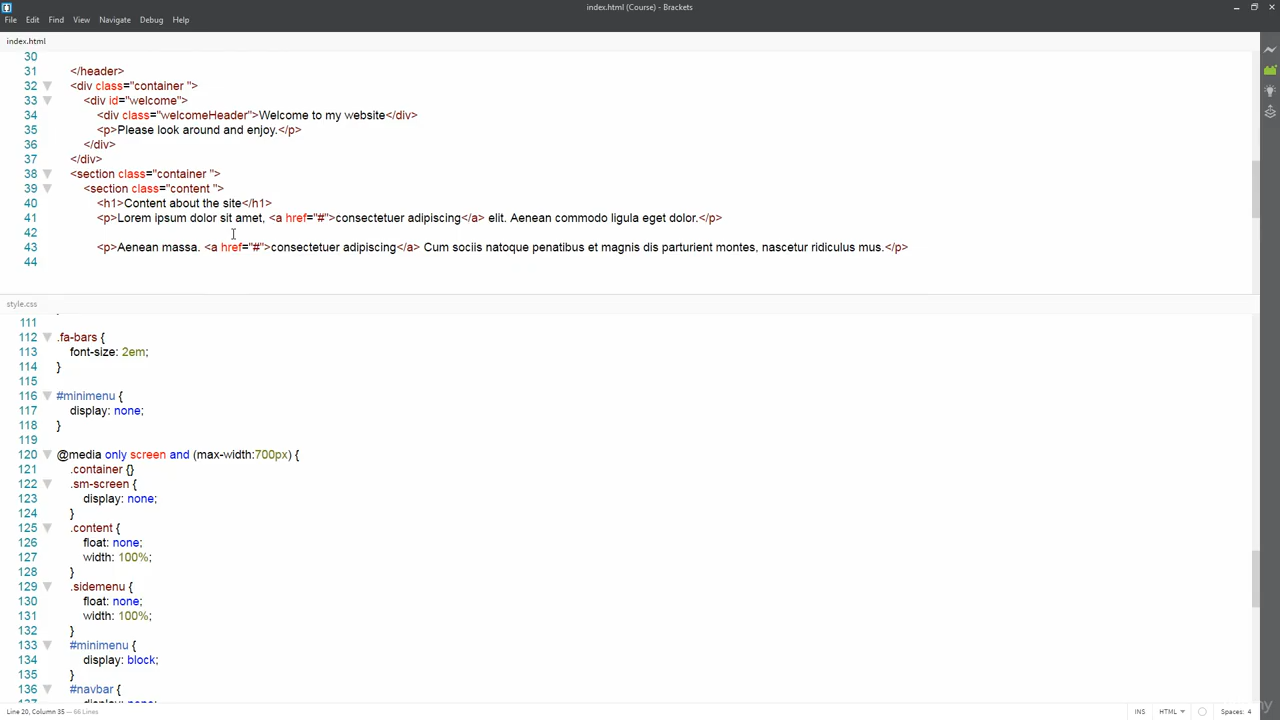 index.html (Course) - Brackets
File Edit Find View Navigate Debug Help
index.html
30
31 </header>
32 <div class="container ">
33 <div id="welcome">
34 <div class="welcomeHeader">Welcome to my website</div>
35 <p>Please look around and enjoy.</p>
36 </div>
37 </div>
38 <section class="container ">
39 <section class="content ">
40 <h1>Content about the site</h1>
41 <p>Lorem ipsum dolor sit amet, <a href="#">consectetuer adipiscing</a> elit. Aenean commodo ligula eget dolor.</p>
42
43 <p>Aenean massa. <a href="#">consectetuer adipiscing</a> Cum sociis natoque penatibus et magnis dis parturient montes, nascetur ridiculus mus.</p>
44
style.css
111
112 .fa-bars {
113 font-size: 2em;
114 }
115
116 #minimenu {
117 display: none;
118 }
119
120 @media only screen and (max-width:700px) {
121 .container {}
122 .sm-screen {
123 display: none;
124 }
125 .content {
126 float: none;
127 width: 100%;
128 }
129 .sidemenu {
130 float: none;
131 width: 100%;
132 }
133 #minimenu {
134 display: block;
135 }
136 #navbar {
Line 20, Column 35 — 66 Lines INS HTML Spaces: 4